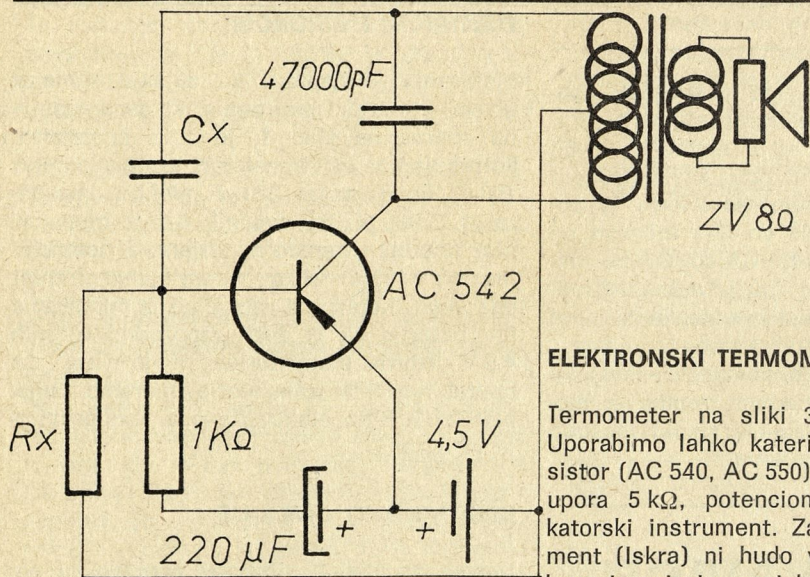 47000pF
Cx
ZV 8Ω
AC 542
Rx
1KΩ
4,5V
+
+
220 µF
ELEKTRONSKI TERMOM
Termometer na sliki 3
Uporabimo lahko kateri
sistor (AC 540, AC 550)
upora 5 kΩ, potencion
katorski instrument. Za
ment (Iskra) ni hudo v